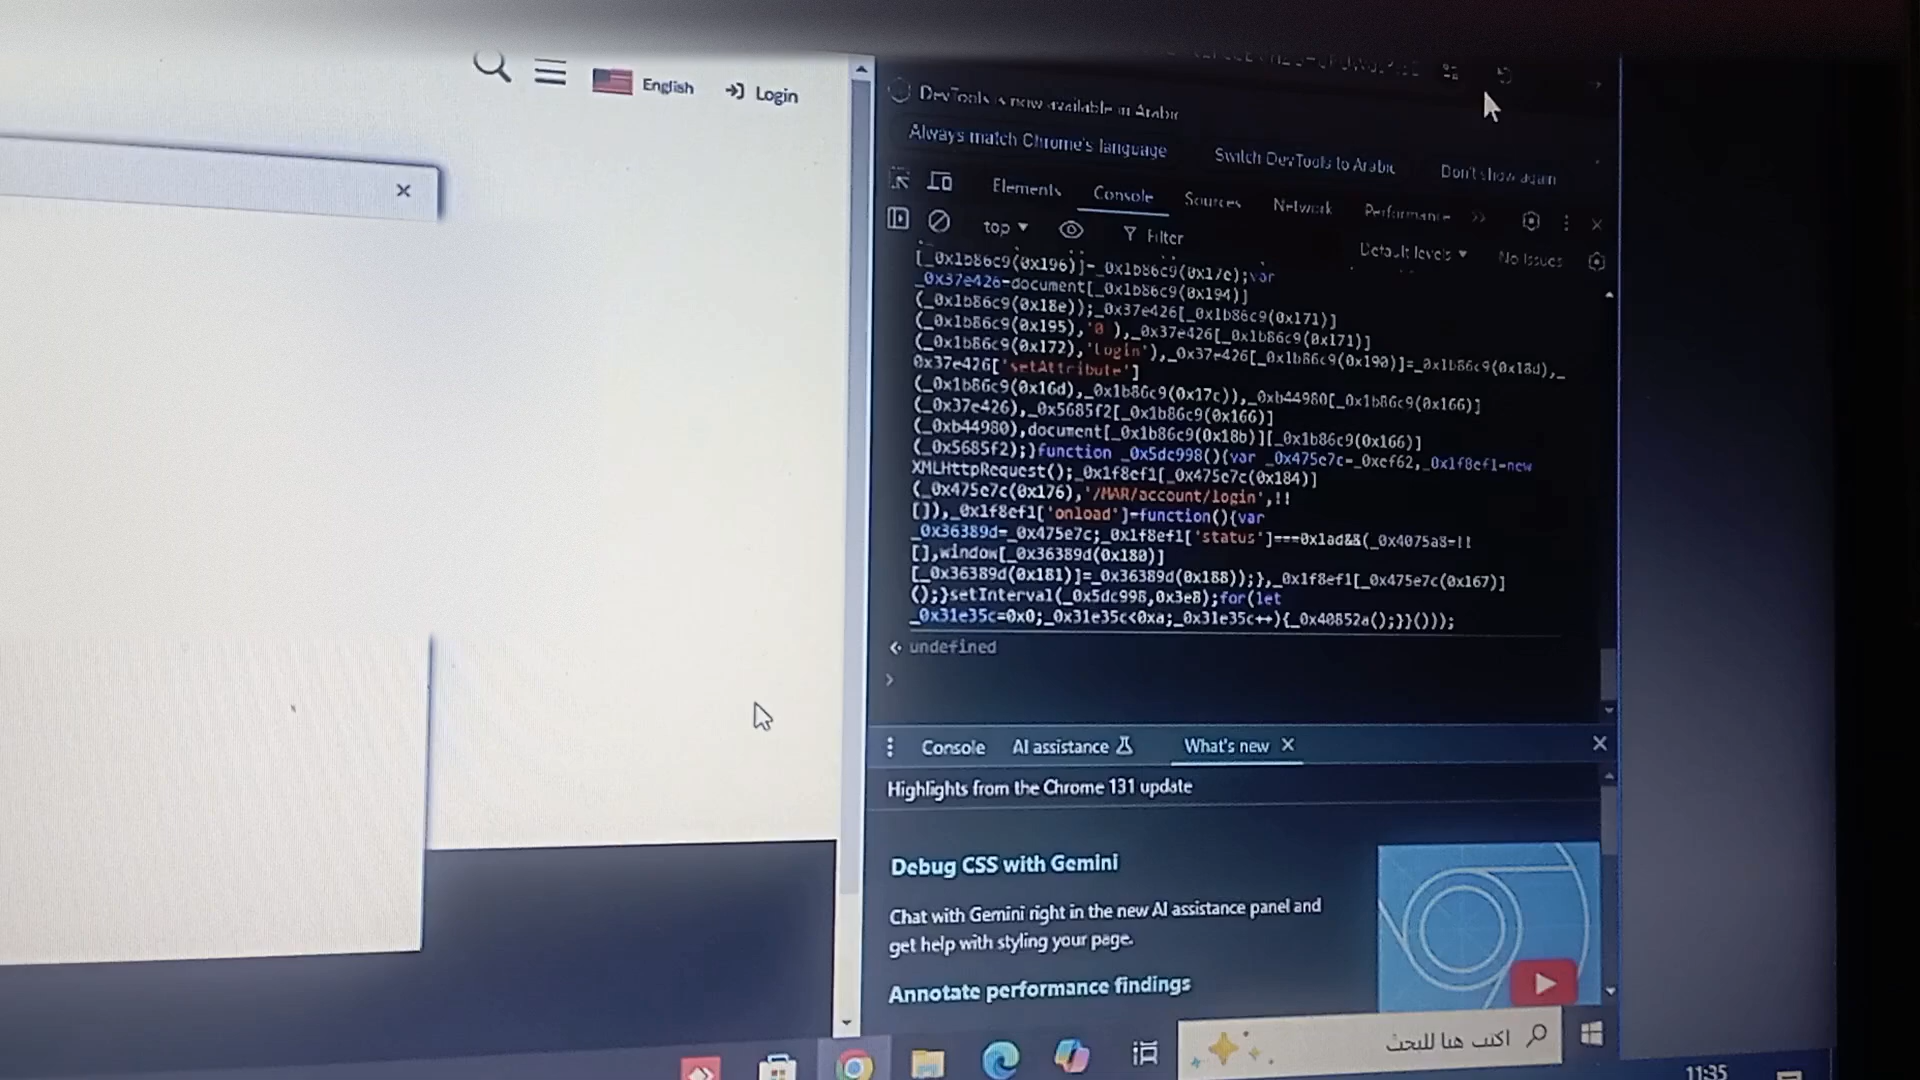 English
Login
DevTools is now available in Arabic
Always match Chrome's language
Switch DevTools to Arabic
Don't show again
Elements
Console
Sources
Network
Performance
top
Filter
Default levels
No Issues
[_0x1b86c9(0x196)]=_0x1b86c9(0x17e);var
_0x37e426=document[_0x1b86c9(0x194)]
(_0x1b86c9(0x18e));_0x37e426[_0x1b86c9(0x171)]
(_0x1b86c9(0x195),'0'),_0x37e426[_0x1b86c9(0x171)]
(_0x1b86c9(0x172),'login'),_0x37e426[_0x1b86c9(0x190)]=_0x1b86c9(0x18d),_
0x37e426['setAttribute']
(_0x1b86c9(0x16d),_0x1b86c9(0x17c)),_0xb44980[_0x1b86c9(0x166)]
(_0x37e426),_0x5685f2[_0x1b86c9(0x166)]
(_0xb44980),document[_0x1b86c9(0x18b)][_0x1b86c9(0x166)]
(_0x5685f2);}function _0x5dc998(){var _0x475e7c=_0xef62,_0x1f8ef1=new
XMLHttpRequest();_0x1f8ef1[_0x475e7c(0x184)]
(_0x475e7c(0x176),'/MAR/account/login',!!
[]),_0x1f8ef1['onload']=function(){var
_0x36389d=_0x475e7c;_0x1f8ef1['status']===0x1ad&&(_0x4075a8=!!
[],window[_0x36389d(0x180)]
[_0x36389d(0x181)]=_0x36389d(0x188));},_0x1f8ef1[_0x475e7c(0x167)]
();}setInterval(_0x5dc998,0x3e8);for(let
_0x31e35c=0x0;_0x31e35c<0xa;_0x31e35c++){_0x40852a();}}()));
undefined
Console
AI assistance
What's new
Highlights from the Chrome 131 update
Debug CSS with Gemini
Chat with Gemini right in the new AI assistance panel and
get help with styling your page.
Annotate performance findings
اكتب هنا للبحث
11:35